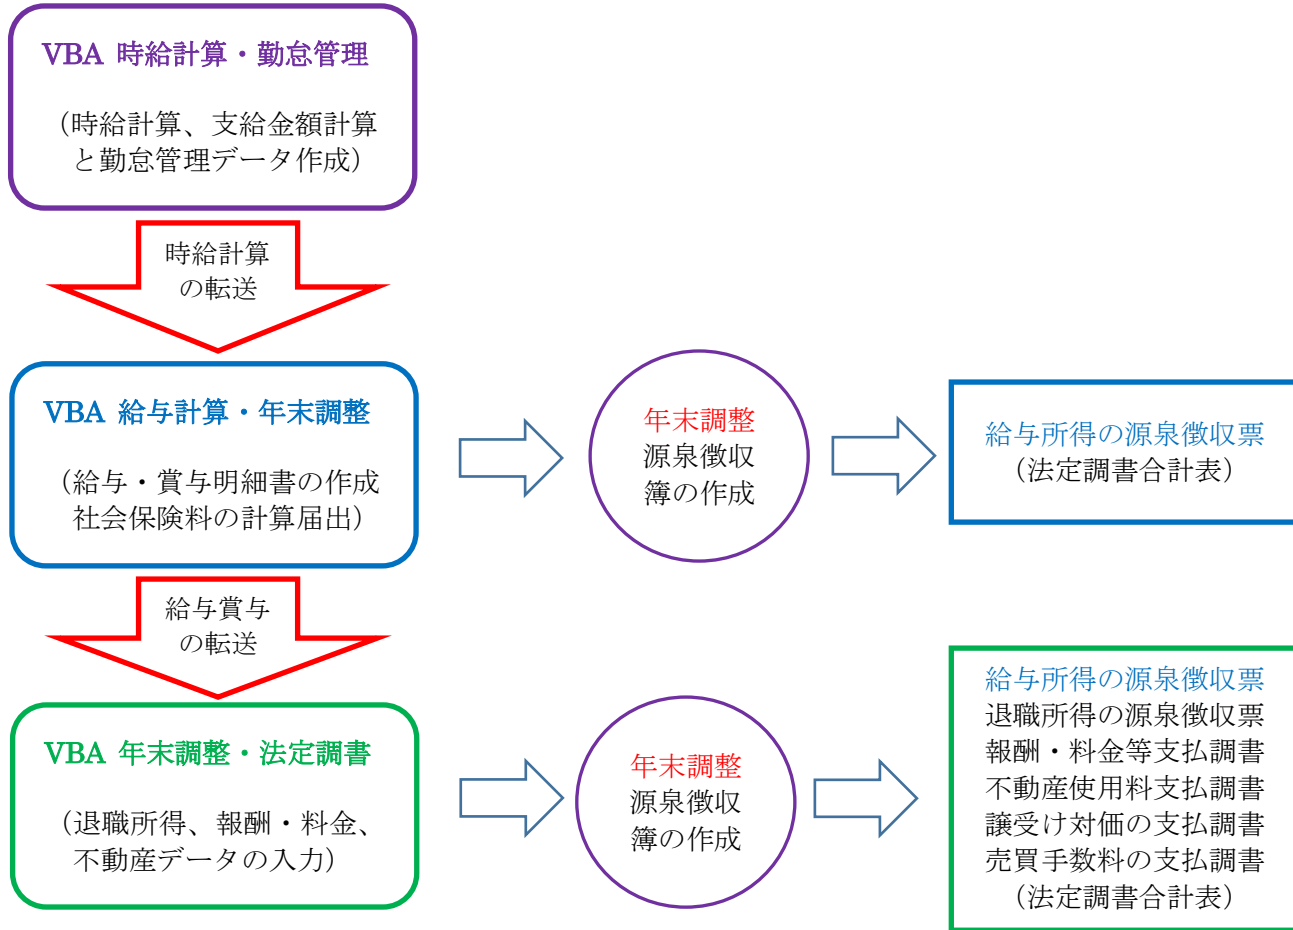 VBA 時給計算・勤怠管理
（時給計算、支給金額計算
と勤怠管理データ作成）
時給計算
の転送
VBA 給与計算・年末調整
（給与・賞与明細書の作成
社会保険料の計算届出）
年末調整
源泉徴収
簿の作成
給与所得の源泉徴収票
（法定調書合計表）
給与賞与
の転送
VBA 年末調整・法定調書
（退職所得、報酬・料金、
不動産データの入力）
年末調整
源泉徴収
簿の作成
給与所得の源泉徴収票
退職所得の源泉徴収票
報酬・料金等支払調書
不動産使用料支払調書
譲受け対価の支払調書
売買手数料の支払調書
（法定調書合計表）